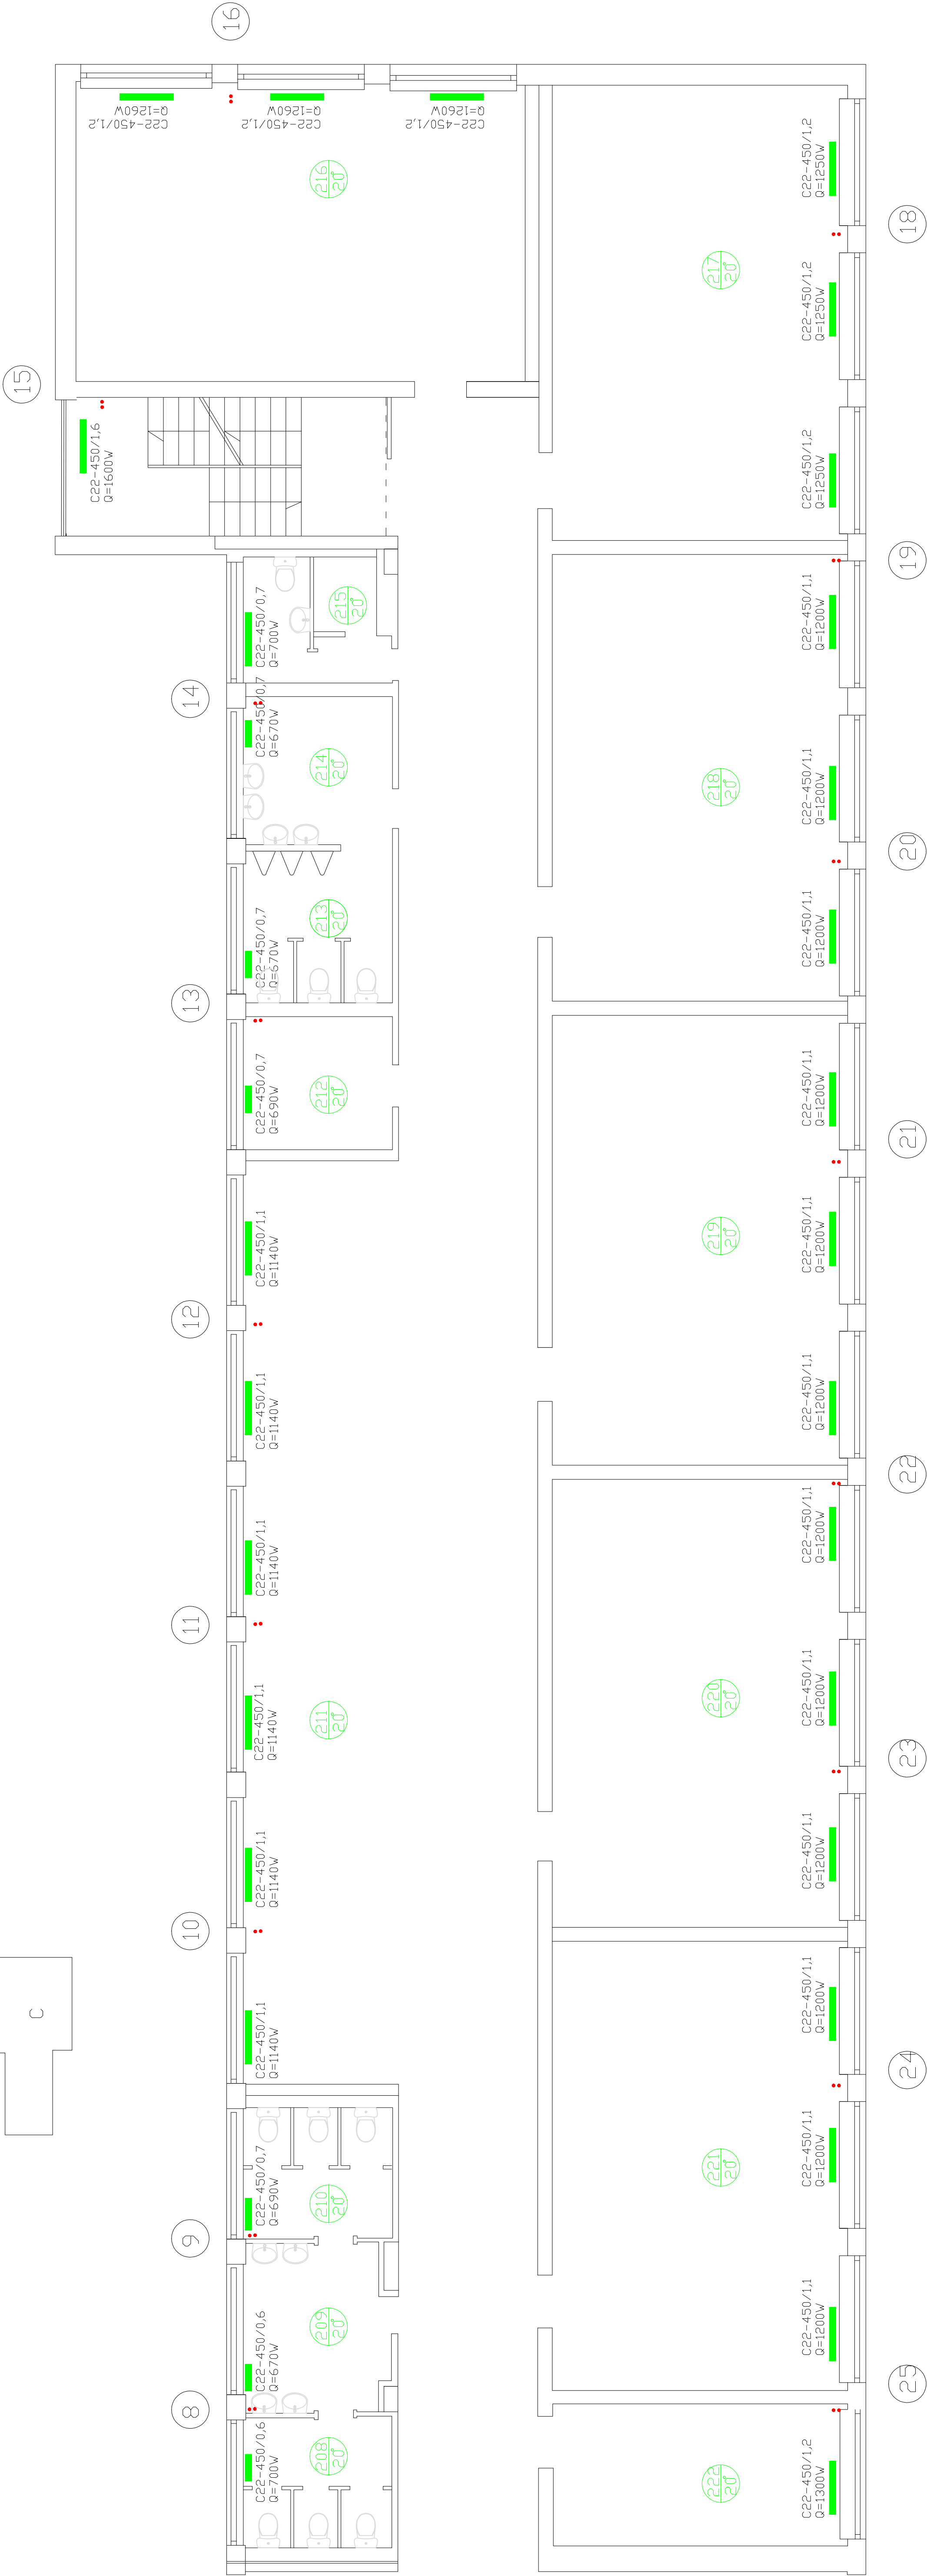 16
C22-450/1,2
Q=1260W
C22-450/1,2
Q=1260W
C22-450/1,2
Q=1260W
216
20°
C22-450/1,2
Q=1250W
18
217
20°
C22-450/1,2
Q=1250W
15
C22-450/1,6
Q=1600W
C22-450/1,2
Q=1250W
19
215
20°
C22-450/0,7
Q=700W
C22-450/1,1
Q=1200W
14
C22-450/0,7
Q=670W
214
20°
218
20°
C22-450/1,1
Q=1200W
20
213
20°
C22-450/0,7
Q=670W
C22-450/1,1
Q=1200W
13
212
20°
C22-450/0,7
Q=690W
C22-450/1,1
Q=1200W
21
C22-450/1,1
Q=1140W
219
20°
C22-450/1,1
Q=1200W
12
C22-450/1,1
Q=1140W
C22-450/1,1
Q=1200W
22
C22-450/1,1
Q=1140W
C22-450/1,1
Q=1200W
11
C22-450/1,1
Q=1140W
211
20°
220
20°
C22-450/1,1
Q=1200W
23
C22-450/1,1
Q=1140W
C22-450/1,1
Q=1200W
10
C
C22-450/1,1
Q=1140W
C22-450/1,1
Q=1200W
24
C22-450/0,7
Q=690W
210
20°
221
20°
C22-450/1,1
Q=1200W
9
C22-450/0,6
Q=670W
209
20°
C22-450/1,1
Q=1200W
25
8
C22-450/0,6
Q=700W
208
20°
222
20°
C22-450/1,2
Q=1300W